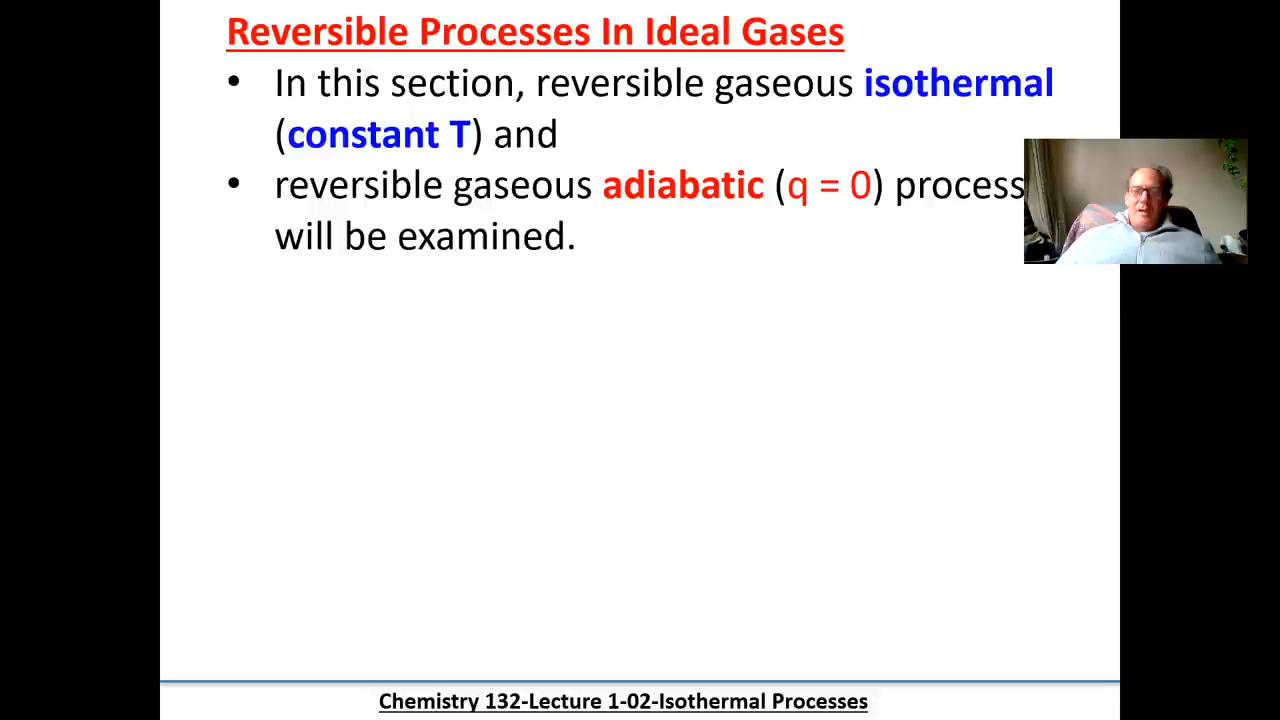 Reversible Processes In Ideal Gases
• In this section, reversible gaseous isothermal
(constant T) and
• reversible gaseous adiabatic (q = 0) process
will be examined.
Chemistry 132-Lecture 1-02-Isothermal Processes